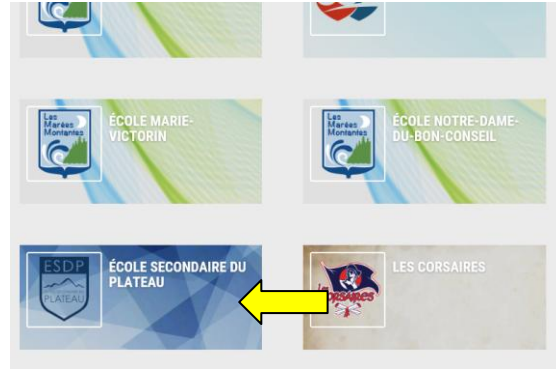 Les
Marées
Montantes
ÉCOLE MARIE-
VICTORIN
Les
Marées
Montantes
ÉCOLE NOTRE-DAME-
DU-BON-CONSEIL
ESDP
PLATEAU
ÉCOLE SECONDAIRE DU
PLATEAU
Les
CORSAIRES
LES CORSAIRES